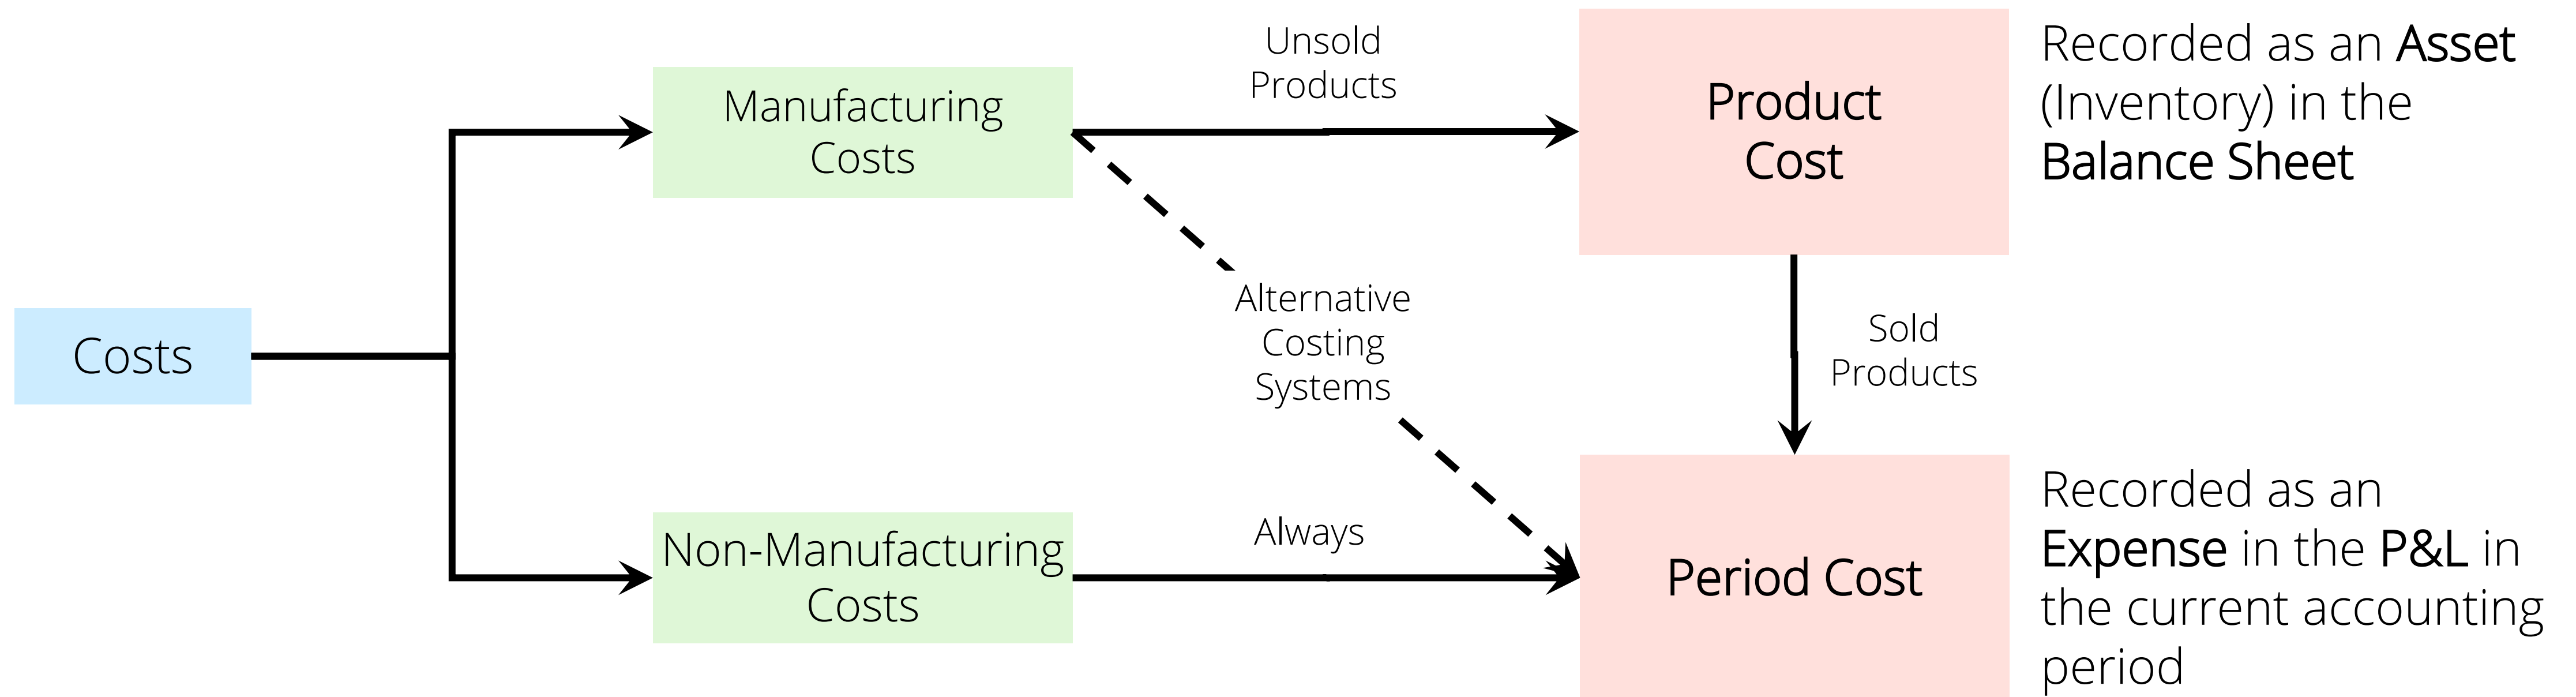 Costs
Manufacturing
Costs
Non-Manufacturing
Costs
Unsold
Products
Alternative
Costing
Systems
Always
Product
Cost
Sold
Products
Period Cost
Recorded as an Asset
(Inventory) in the
Balance Sheet
Recorded as an
Expense in the P&L in
the current accounting
period